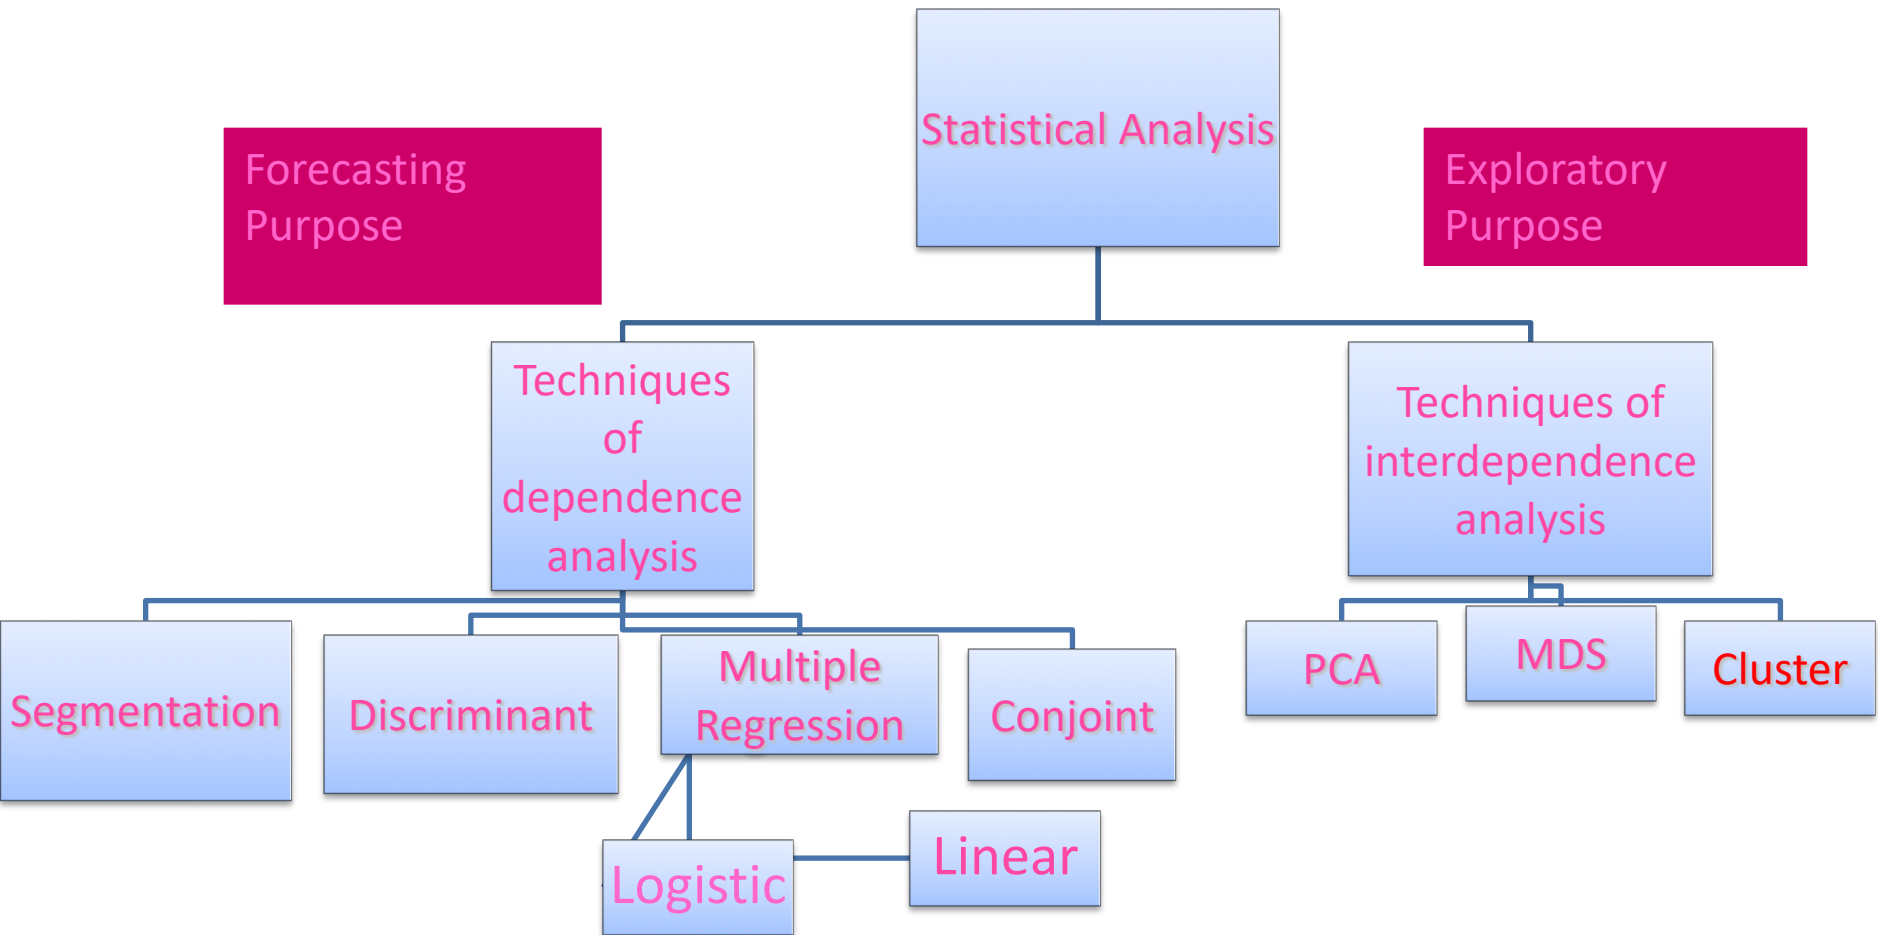 Statistical Analysis
Forecasting
Purpose
Exploratory
Purpose
Techniques
of
dependence
analysis
Techniques of
interdependence
analysis
Segmentation
Discriminant
Multiple
Regression
Conjoint
PCA
MDS
Cluster
Logistic
Linear